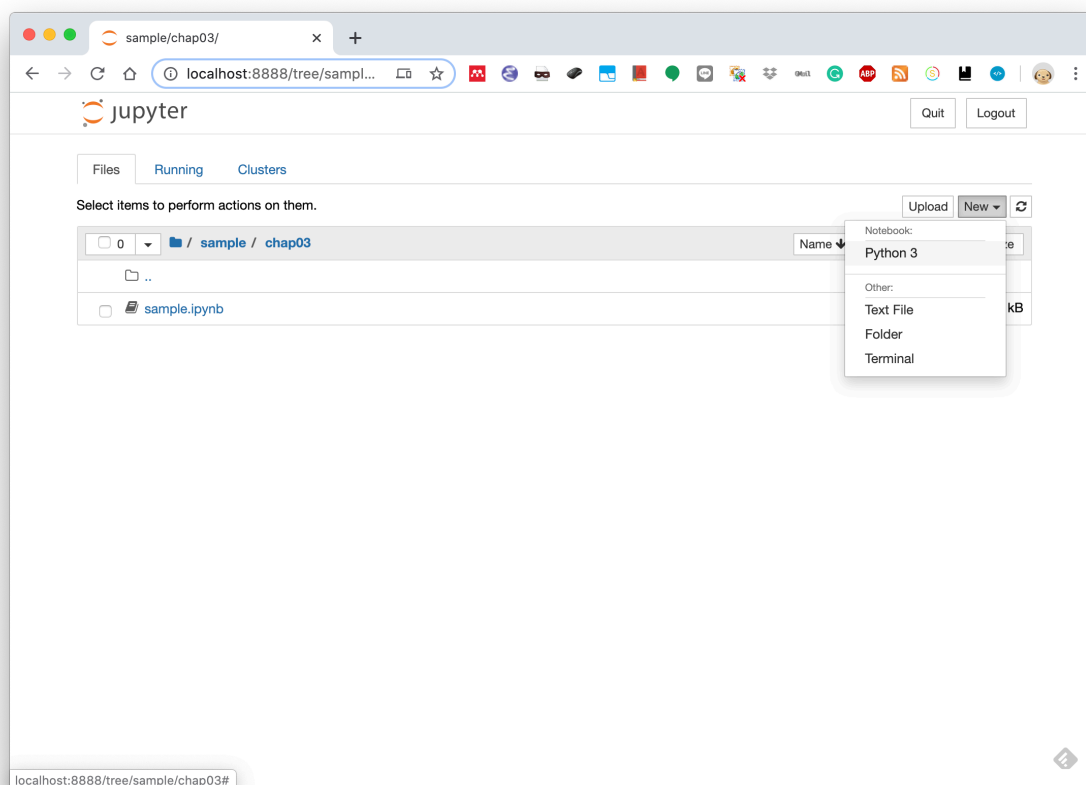 sample/chap03/
localhost:8888/tree/sampl...
jupyter
Quit
Logout
Files
Running
Clusters
Select items to perform actions on them.
Upload
New
0
/ sample / chap03
Name
Notebook:
Python 3
..
Other:
sample.ipynb
Text File
kB
Folder
Terminal
localhost:8888/tree/sample/chap03#